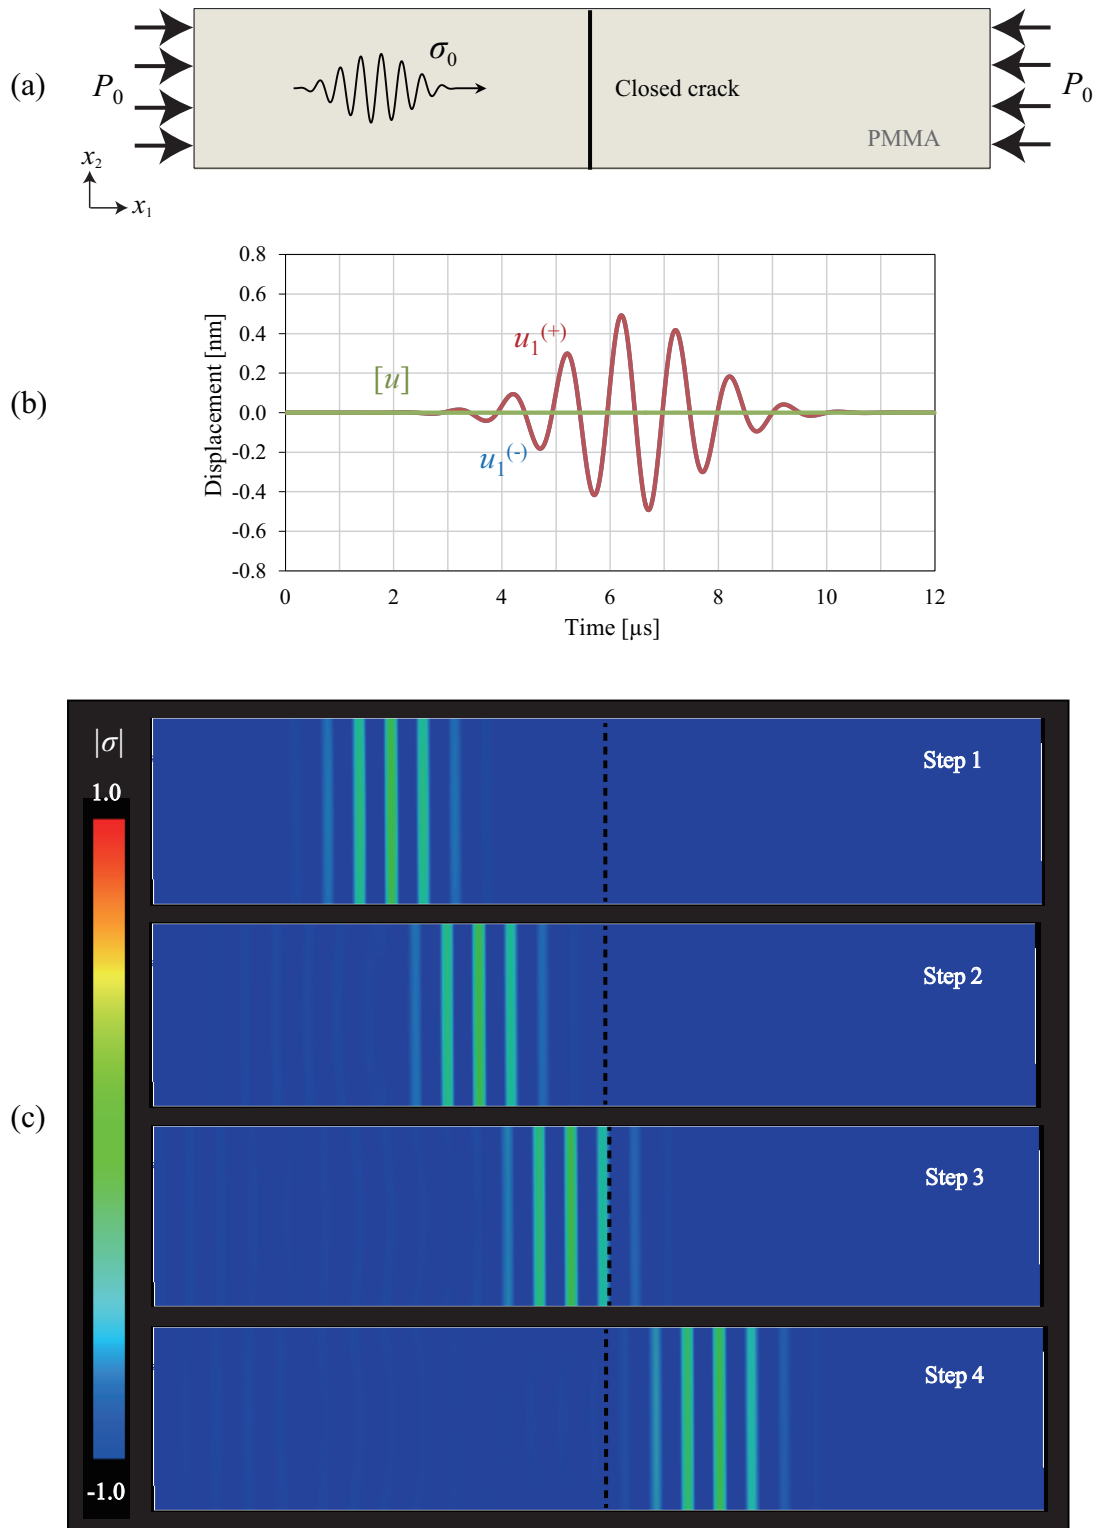 (a)
P₀
σ₀
Closed crack
PMMA
P₀
x₂
x₁
(b)
Displacement [nm]
0.8
0.6
0.4
0.2
0.0
-0.2
-0.4
-0.6
-0.8
u₁⁽⁺⁾
[u]
u₁⁽⁻⁾
0 2 4 6 8 10 12
Time [µs]
(c)
|σ|
1.0
-1.0
Step 1
Step 2
Step 3
Step 4